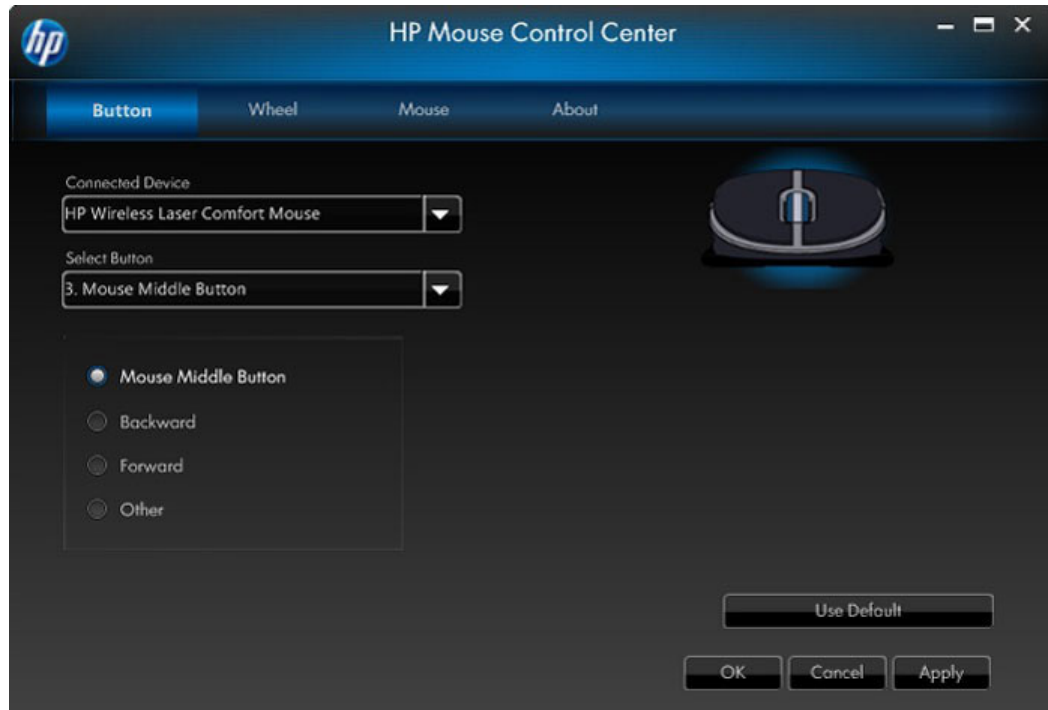 hp
HP Mouse Control Center
Button Wheel Mouse About
Connected Device
HP Wireless Laser Comfort Mouse
Select Button
3. Mouse Middle Button
Mouse Middle Button
Backward
Forward
Other
Use Default
OK Cancel Apply